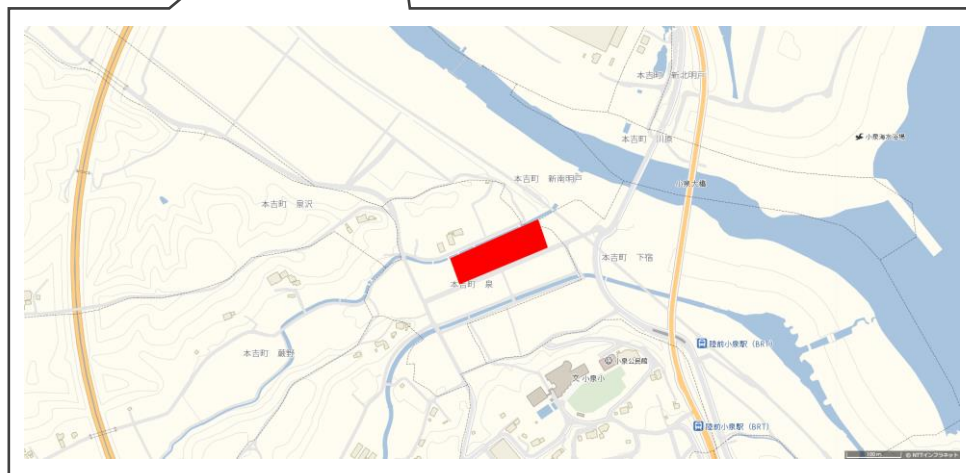 本吉町　新北明戸
本吉町　川原
小泉海水浴場
本吉町　新南明戸
小泉大橋
本吉町　泉沢
本吉町　下宿
本吉町　泉
陸前小泉駅（BRT）
本吉町　蕨野
小泉公民館
文 小泉小
陸前小泉駅（BRT）
100 m
© NTTインフラネット